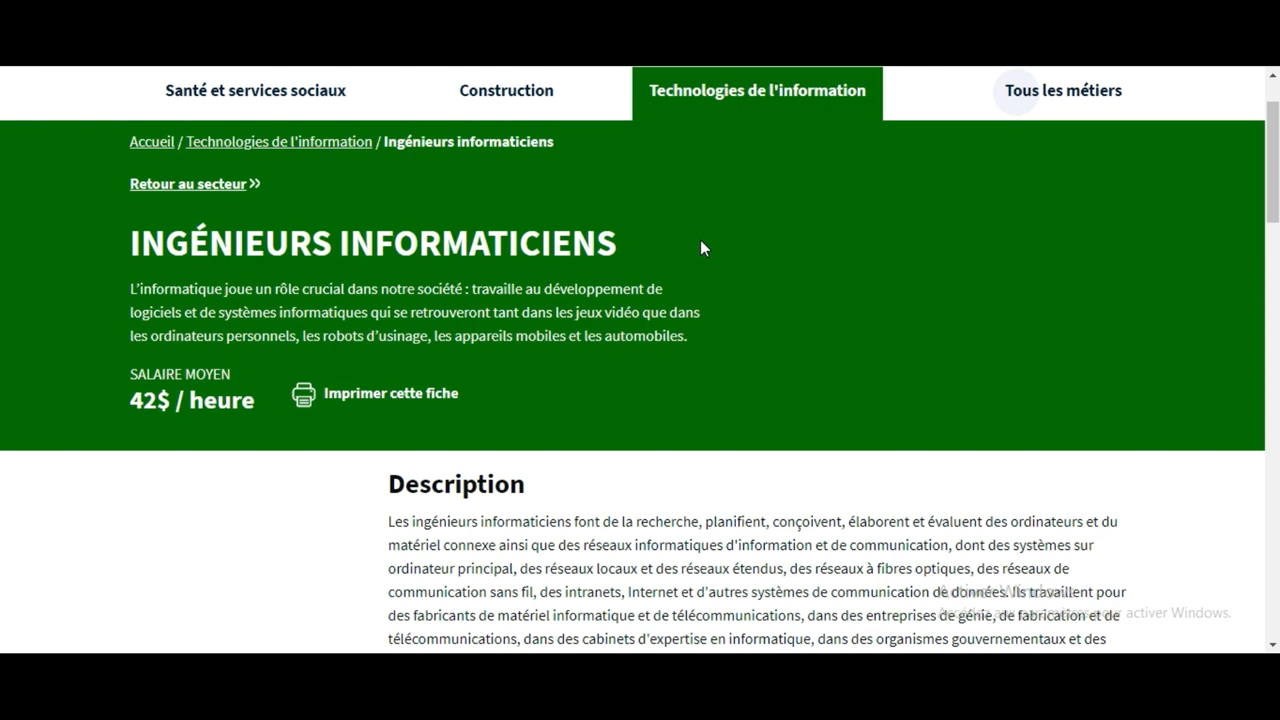 Santé et services sociaux
Construction
Technologies de l'information
Tous les métiers
Accueil / Technologies de l'information / Ingénieurs informaticiens
Retour au secteur »
INGÉNIEURS INFORMATICIENS
L'informatique joue un rôle crucial dans notre société : travaille au développement de
logiciels et de systèmes informatiques qui se retrouveront tant dans les jeux vidéo que dans
les ordinateurs personnels, les robots d'usinage, les appareils mobiles et les automobiles.
SALAIRE MOYEN
42$ / heure
Imprimer cette fiche
Description
Les ingénieurs informaticiens font de la recherche, planifient, conçoivent, élaborent et évaluent des ordinateurs et du
matériel connexe ainsi que des réseaux informatiques d'information et de communication, dont des systèmes sur
ordinateur principal, des réseaux locaux et des réseaux étendus, des réseaux à fibres optiques, des réseaux de
communication sans fil, des intranets, Internet et d'autres systèmes de communication de données. Ils travaillent pour
des fabricants de matériel informatique et de télécommunications, dans des entreprises de génie, de fabrication et de
télécommunications, dans des cabinets d'expertise en informatique, dans des organismes gouvernementaux et des
activer Windows.